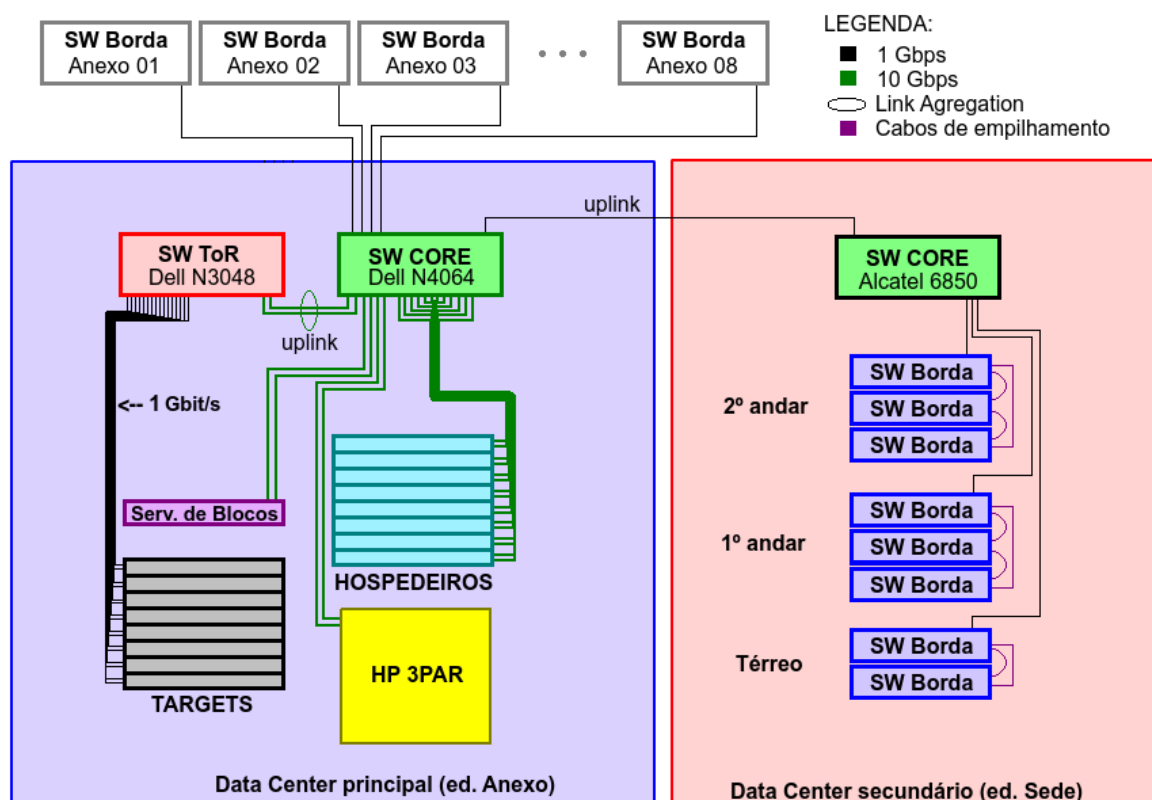 SW Borda
Anexo 01
SW Borda
Anexo 02
SW Borda
Anexo 03
SW Borda
Anexo 08
LEGENDA:
1 Gbps
10 Gbps
Link Agregation
Cabos de empilhamento
uplink
SW ToR
Dell N3048
SW CORE
Dell N4064
SW CORE
Alcatel 6850
uplink
<-- 1 Gbit/s
2º andar
SW Borda
SW Borda
SW Borda
Serv. de Blocos
HOSPEDEIROS
1º andar
SW Borda
SW Borda
SW Borda
TARGETS
HP 3PAR
Térreo
SW Borda
SW Borda
Data Center principal (ed. Anexo)
Data Center secundário (ed. Sede)